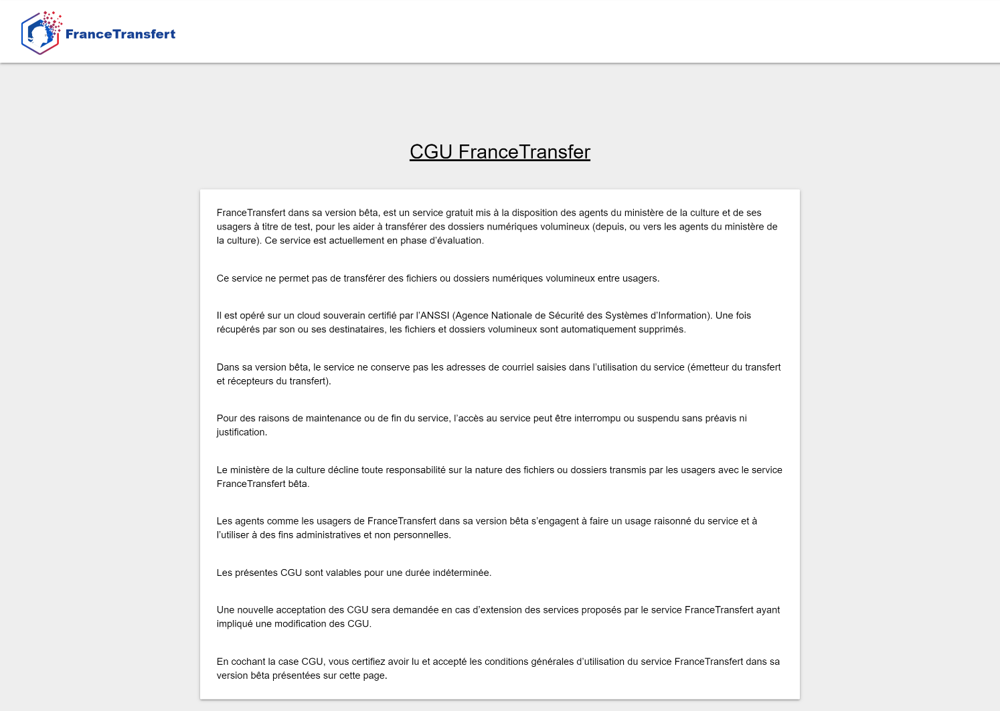 FranceTransfert
CGU FranceTransfer
FranceTransfert dans sa version bêta, est un service gratuit mis à la disposition des agents du ministère de la culture et de ses
usagers à titre de test, pour les aider à transférer des dossiers numériques volumineux (depuis, ou vers les agents du ministère de
la culture). Ce service est actuellement en phase d’évaluation.
Ce service ne permet pas de transférer des fichiers ou dossiers numériques volumineux entre usagers.
Il est opéré sur un cloud souverain certifié par l’ANSSI (Agence Nationale de Sécurité des Systèmes d’Information). Une fois
récupérés par son ou ses destinataires, les fichiers et dossiers volumineux sont automatiquement supprimés.
Dans sa version bêta, le service ne conserve pas les adresses de courriel saisies dans l’utilisation du service (émetteur du transfert
et récepteurs du transfert).
Pour des raisons de maintenance ou de fin du service, l’accès au service peut être interrompu ou suspendu sans préavis ni
justification.
Le ministère de la culture décline toute responsabilité sur la nature des fichiers ou dossiers transmis par les usagers avec le service
FranceTransfert bêta.
Les agents comme les usagers de FranceTransfert dans sa version bêta s’engagent à faire un usage raisonné du service et à
l’utiliser à des fins administratives et non personnelles.
Les présentes CGU sont valables pour une durée indéterminée.
Une nouvelle acceptation des CGU sera demandée en cas d’extension des services proposés par le service FranceTransfert ayant
impliqué une modification des CGU.
En cochant la case CGU, vous certifiez avoir lu et accepté les conditions générales d’utilisation du service FranceTransfert dans sa
version bêta présentées sur cette page.